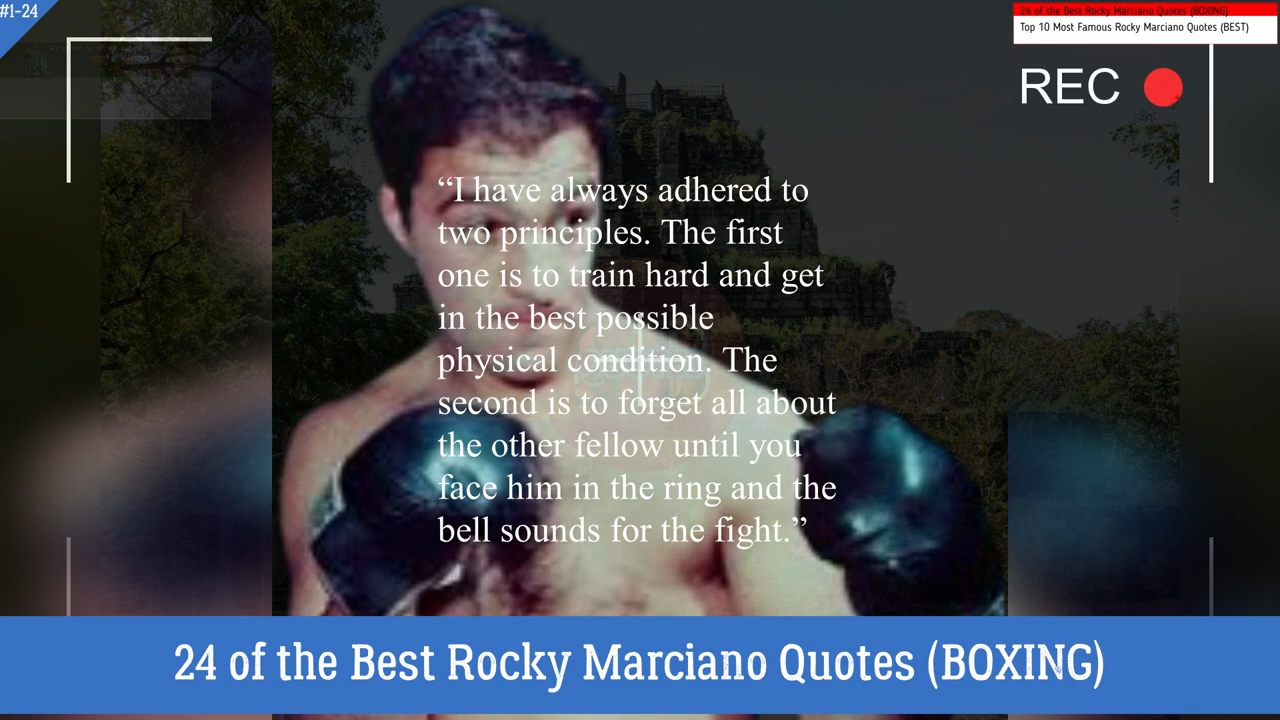 #1-24
24 of the Best Rocky Marciano Quotes (BOXING)
Top 10 Most Famous Rocky Marciano Quotes (BEST)
REC
“I have always adhered to
two principles. The first
one is to train hard and get
in the best possible
physical condition. The
second is to forget all about
the other fellow until you
face him in the ring and the
bell sounds for the fight.”
24 of the Best Rocky Marciano Quotes (BOXING)